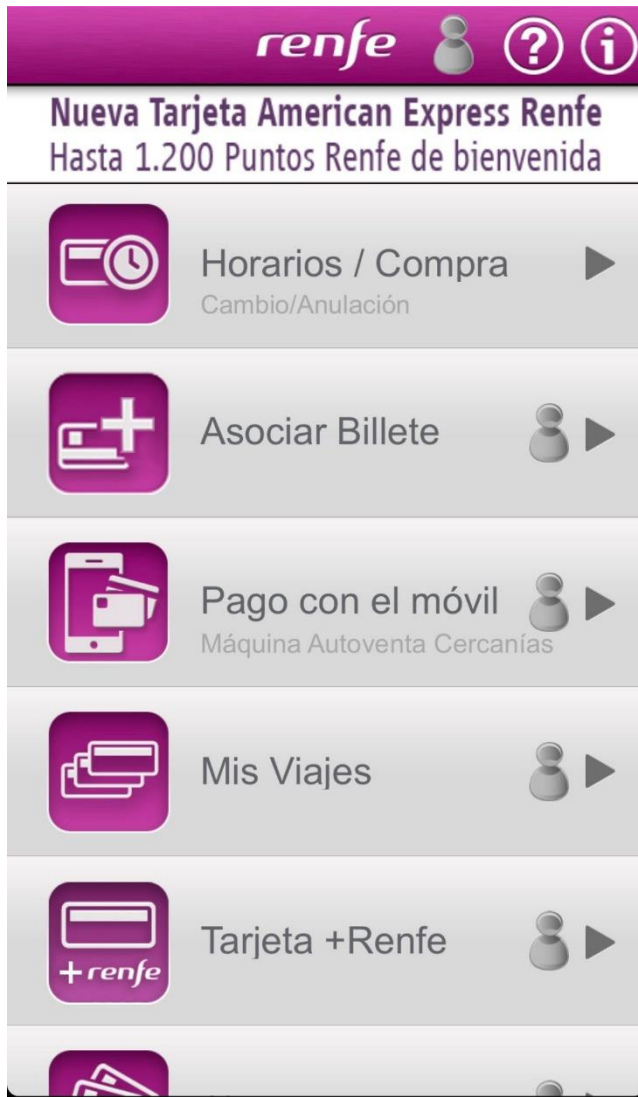 renfe
Nueva Tarjeta American Express Renfe
Hasta 1.200 Puntos Renfe de bienvenida
Horarios / Compra
Cambio/Anulación
Asociar Billete
Pago con el móvil
Máquina Autoventa Cercanías
Mis Viajes
Tarjeta +Renfe
+renfe